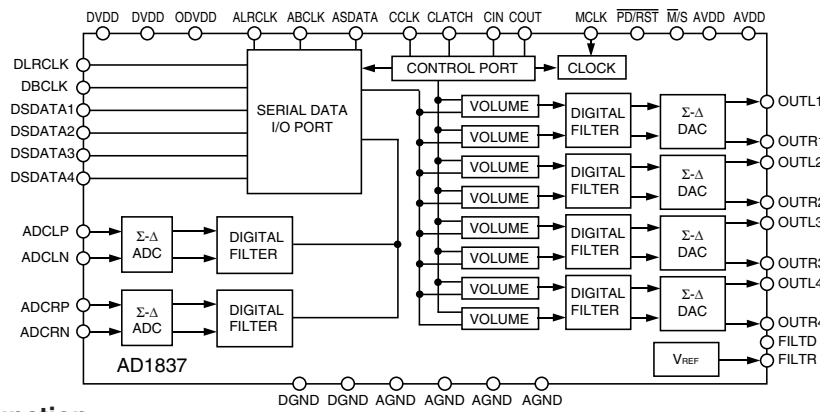 DVDD DVDD ODVDD ALRCLK ABCLK ASDATA CCLK CLATCH CIN COUT MCLK PD/RST M/S AVDD AVDD
DLRCLK
DBCLK
DSDATA1
DSDATA2
DSDATA3
DSDATA4
SERIAL DATA
I/O PORT
CONTROL PORT
CLOCK
VOLUME
VOLUME
VOLUME
VOLUME
VOLUME
VOLUME
VOLUME
VOLUME
DIGITAL
FILTER
DIGITAL
FILTER
DIGITAL
FILTER
DIGITAL
FILTER
Σ-Δ
DAC
Σ-Δ
DAC
Σ-Δ
DAC
Σ-Δ
DAC
OUTL1
OUTR1
OUTL2
OUTR2
OUTL3
OUTR3
OUTL4
OUTR4
FILTD
FILTR
VREF
ADCLP
ADCLN
Σ-Δ
ADC
DIGITAL
FILTER
ADCRP
ADCRN
Σ-Δ
ADC
DIGITAL
FILTER
AD1837
DGND DGND AGND AGND AGND AGND